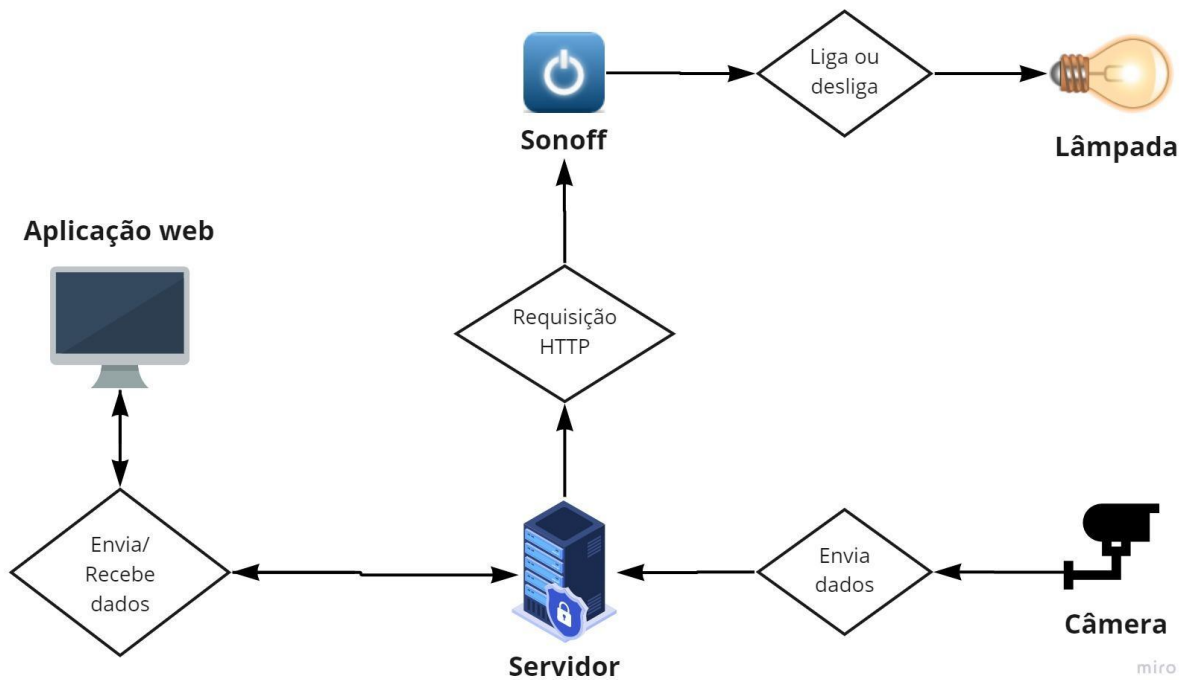 Liga ou
desliga
Sonoff
Lâmpada
Aplicação web
Requisição
HTTP
Envia/
Recebe
dados
Envia
dados
Câmera
Servidor
miro